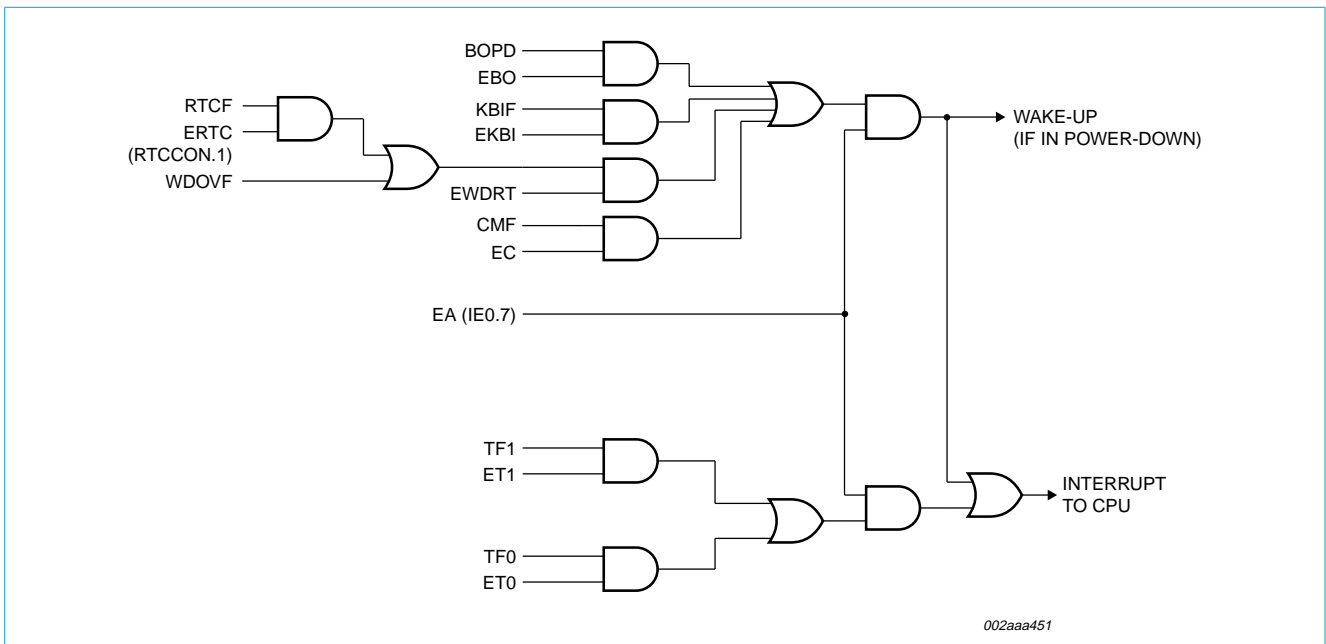 BOPD
EBO
RTCF
KBIF
ERTC
EKBI
(RTCCON.1)
WDOVF
EWDRT
CMF
EC
WAKE-UP
(IF IN POWER-DOWN)
EA (IE0.7)
TF1
ET1
INTERRUPT
TO CPU
TF0
ET0
002aaa451